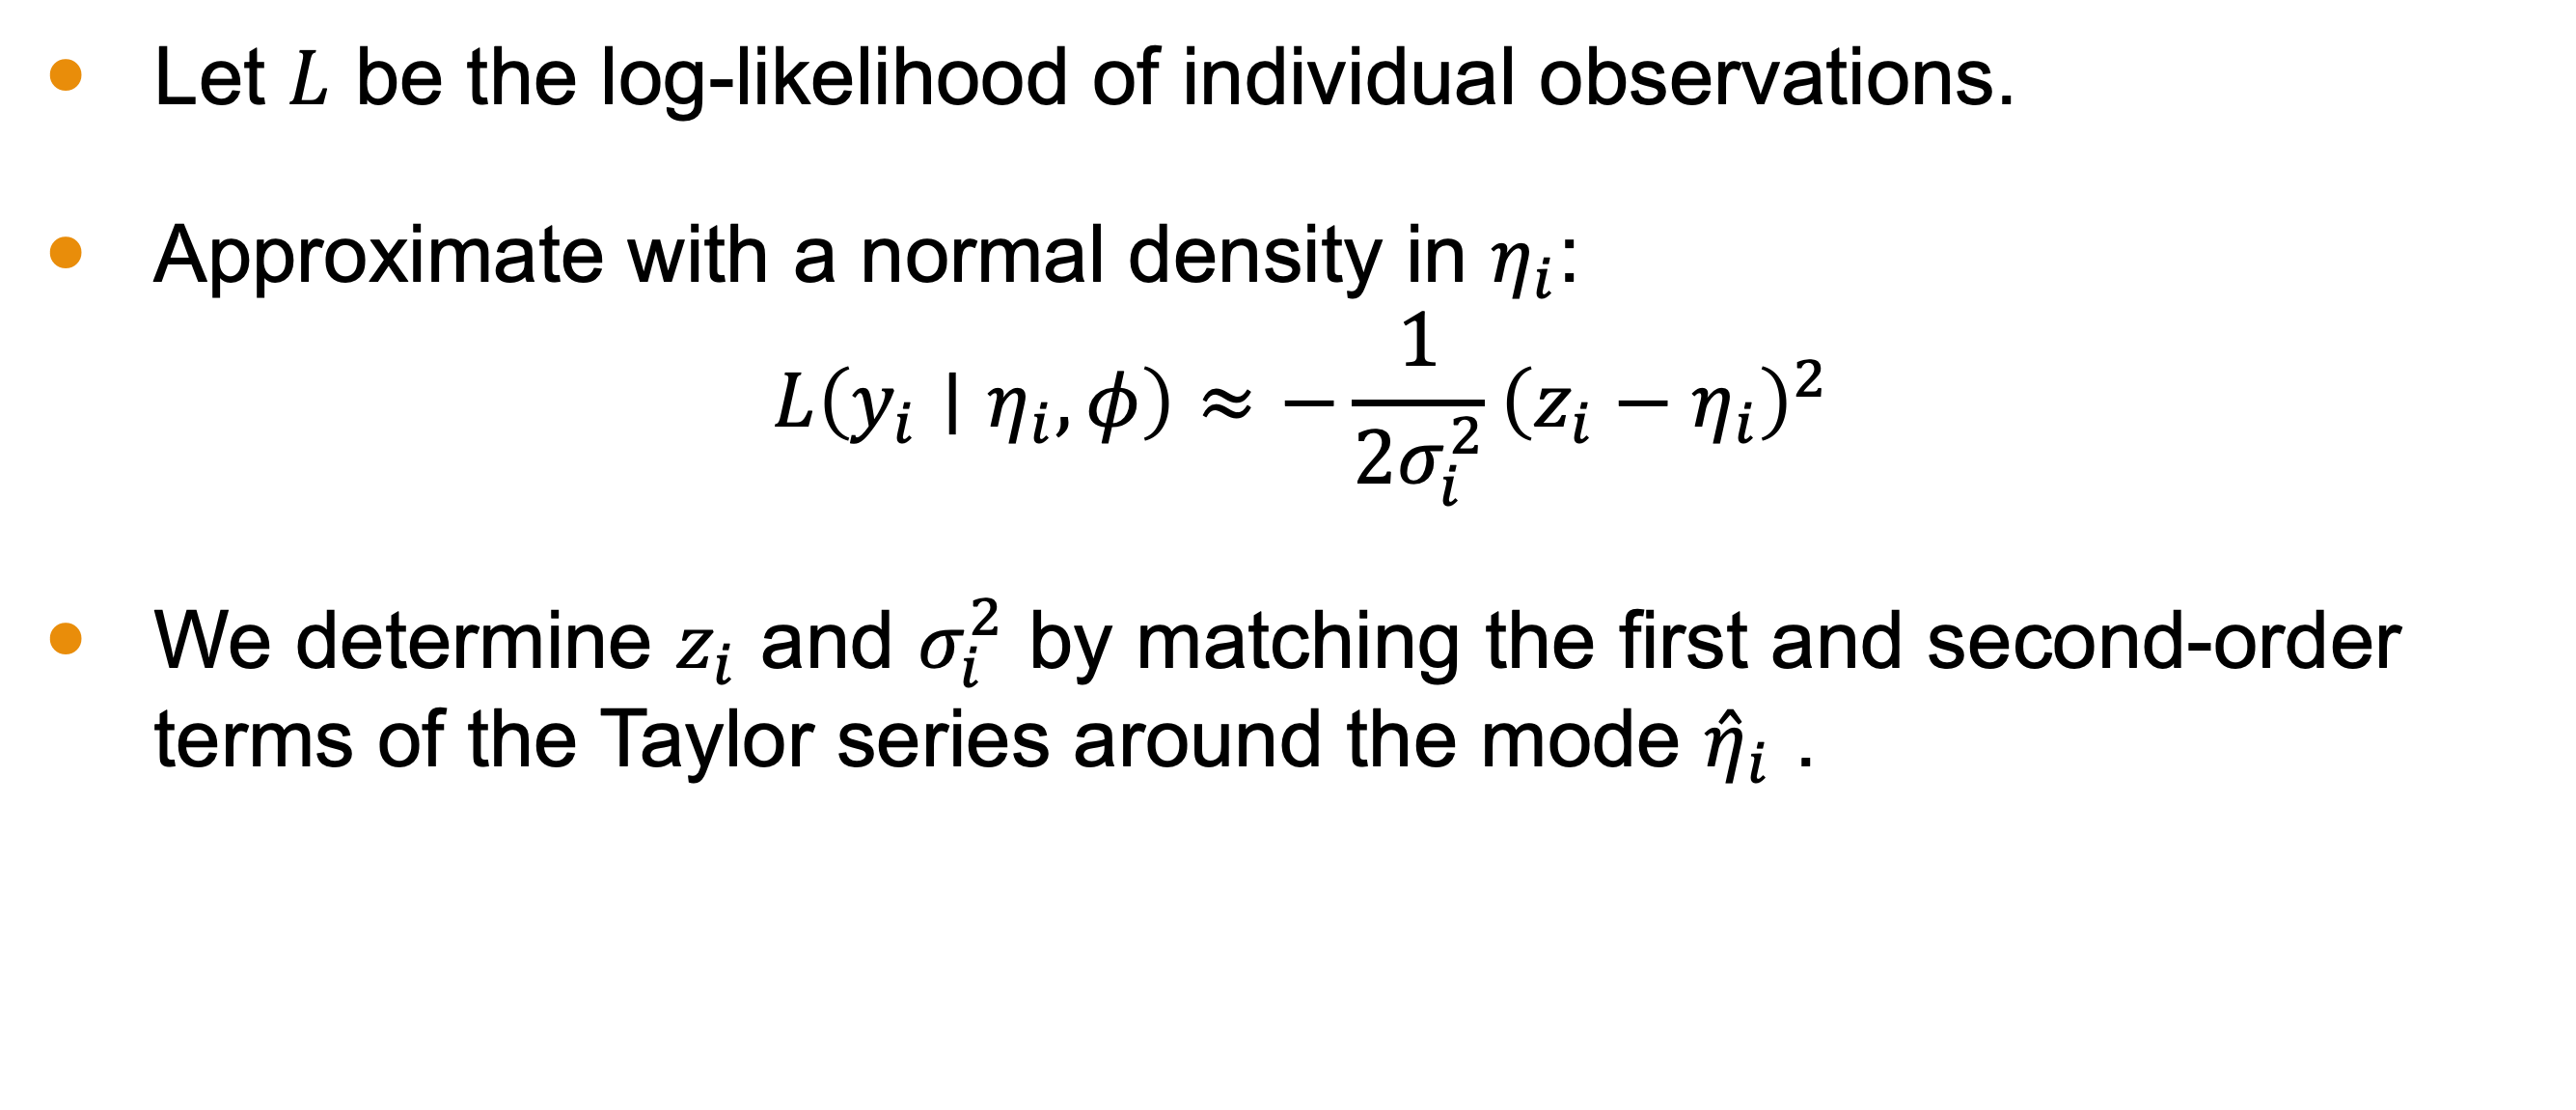 • Let 𝐿 be the log-likelihood of individual observations.
• Approximate with a normal density in 𝜂ᵢ:
𝐿(𝑦ᵢ | 𝜂ᵢ, 𝜙) ≈ − 1/(2𝜎ᵢ²) (𝑧ᵢ − 𝜂ᵢ)²
• We determine 𝑧ᵢ and 𝜎ᵢ² by matching the first and second-order
terms of the Taylor series around the mode 𝜂̂ᵢ .